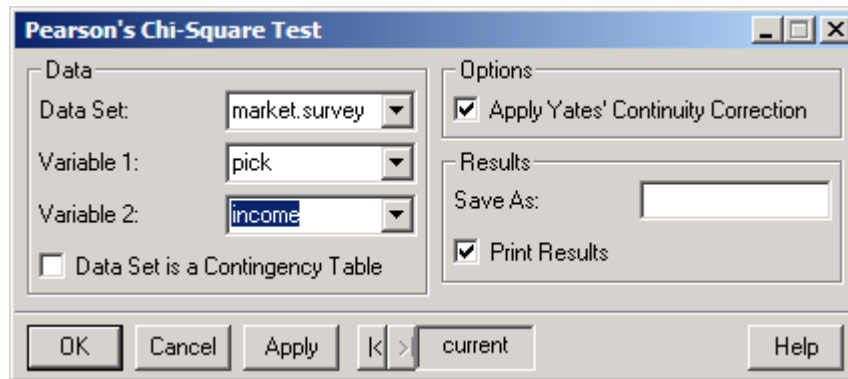 Pearson's Chi-Square Test
Data
Data Set: market.survey
Variable 1: pick
Variable 2: income
Data Set is a Contingency Table
Options
Apply Yates' Continuity Correction
Results
Save As:
Print Results
OK Cancel Apply current Help